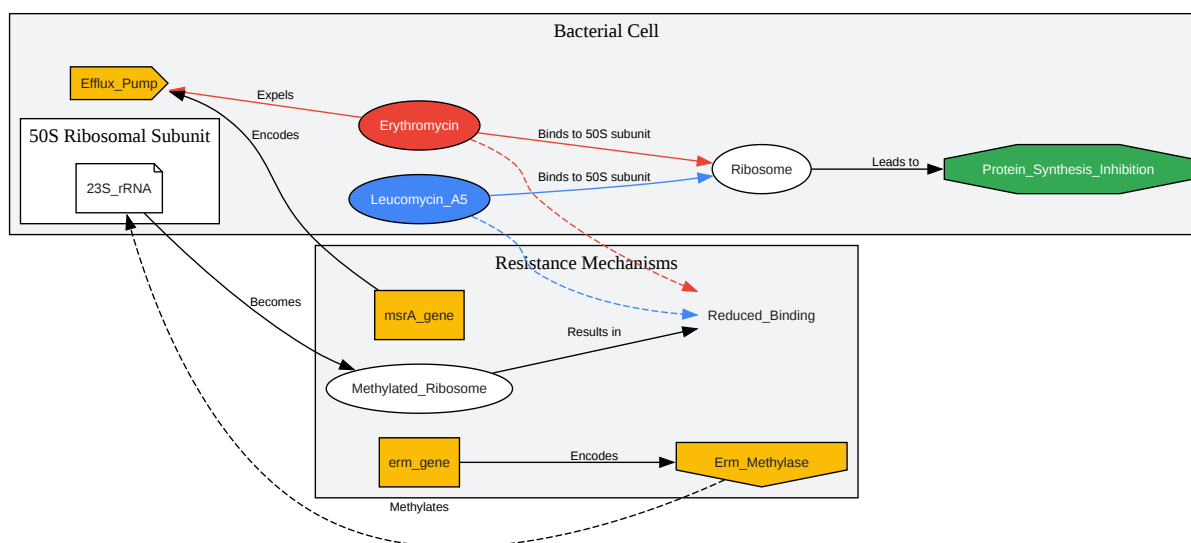 Bacterial Cell
Efflux_Pump
Expels
Encodes
Erythromycin
Binds to 50S subunit
50S Ribosomal Subunit
23S_rRNA
Leucomycin_A5
Binds to 50S subunit
Ribosome
Leads to
Protein_Synthesis_Inhibition
Resistance Mechanisms
Becomes
msrA_gene
Reduced_Binding
Results in
Methylated_Ribosome
erm_gene
Encodes
Erm_Methylase
Methylates